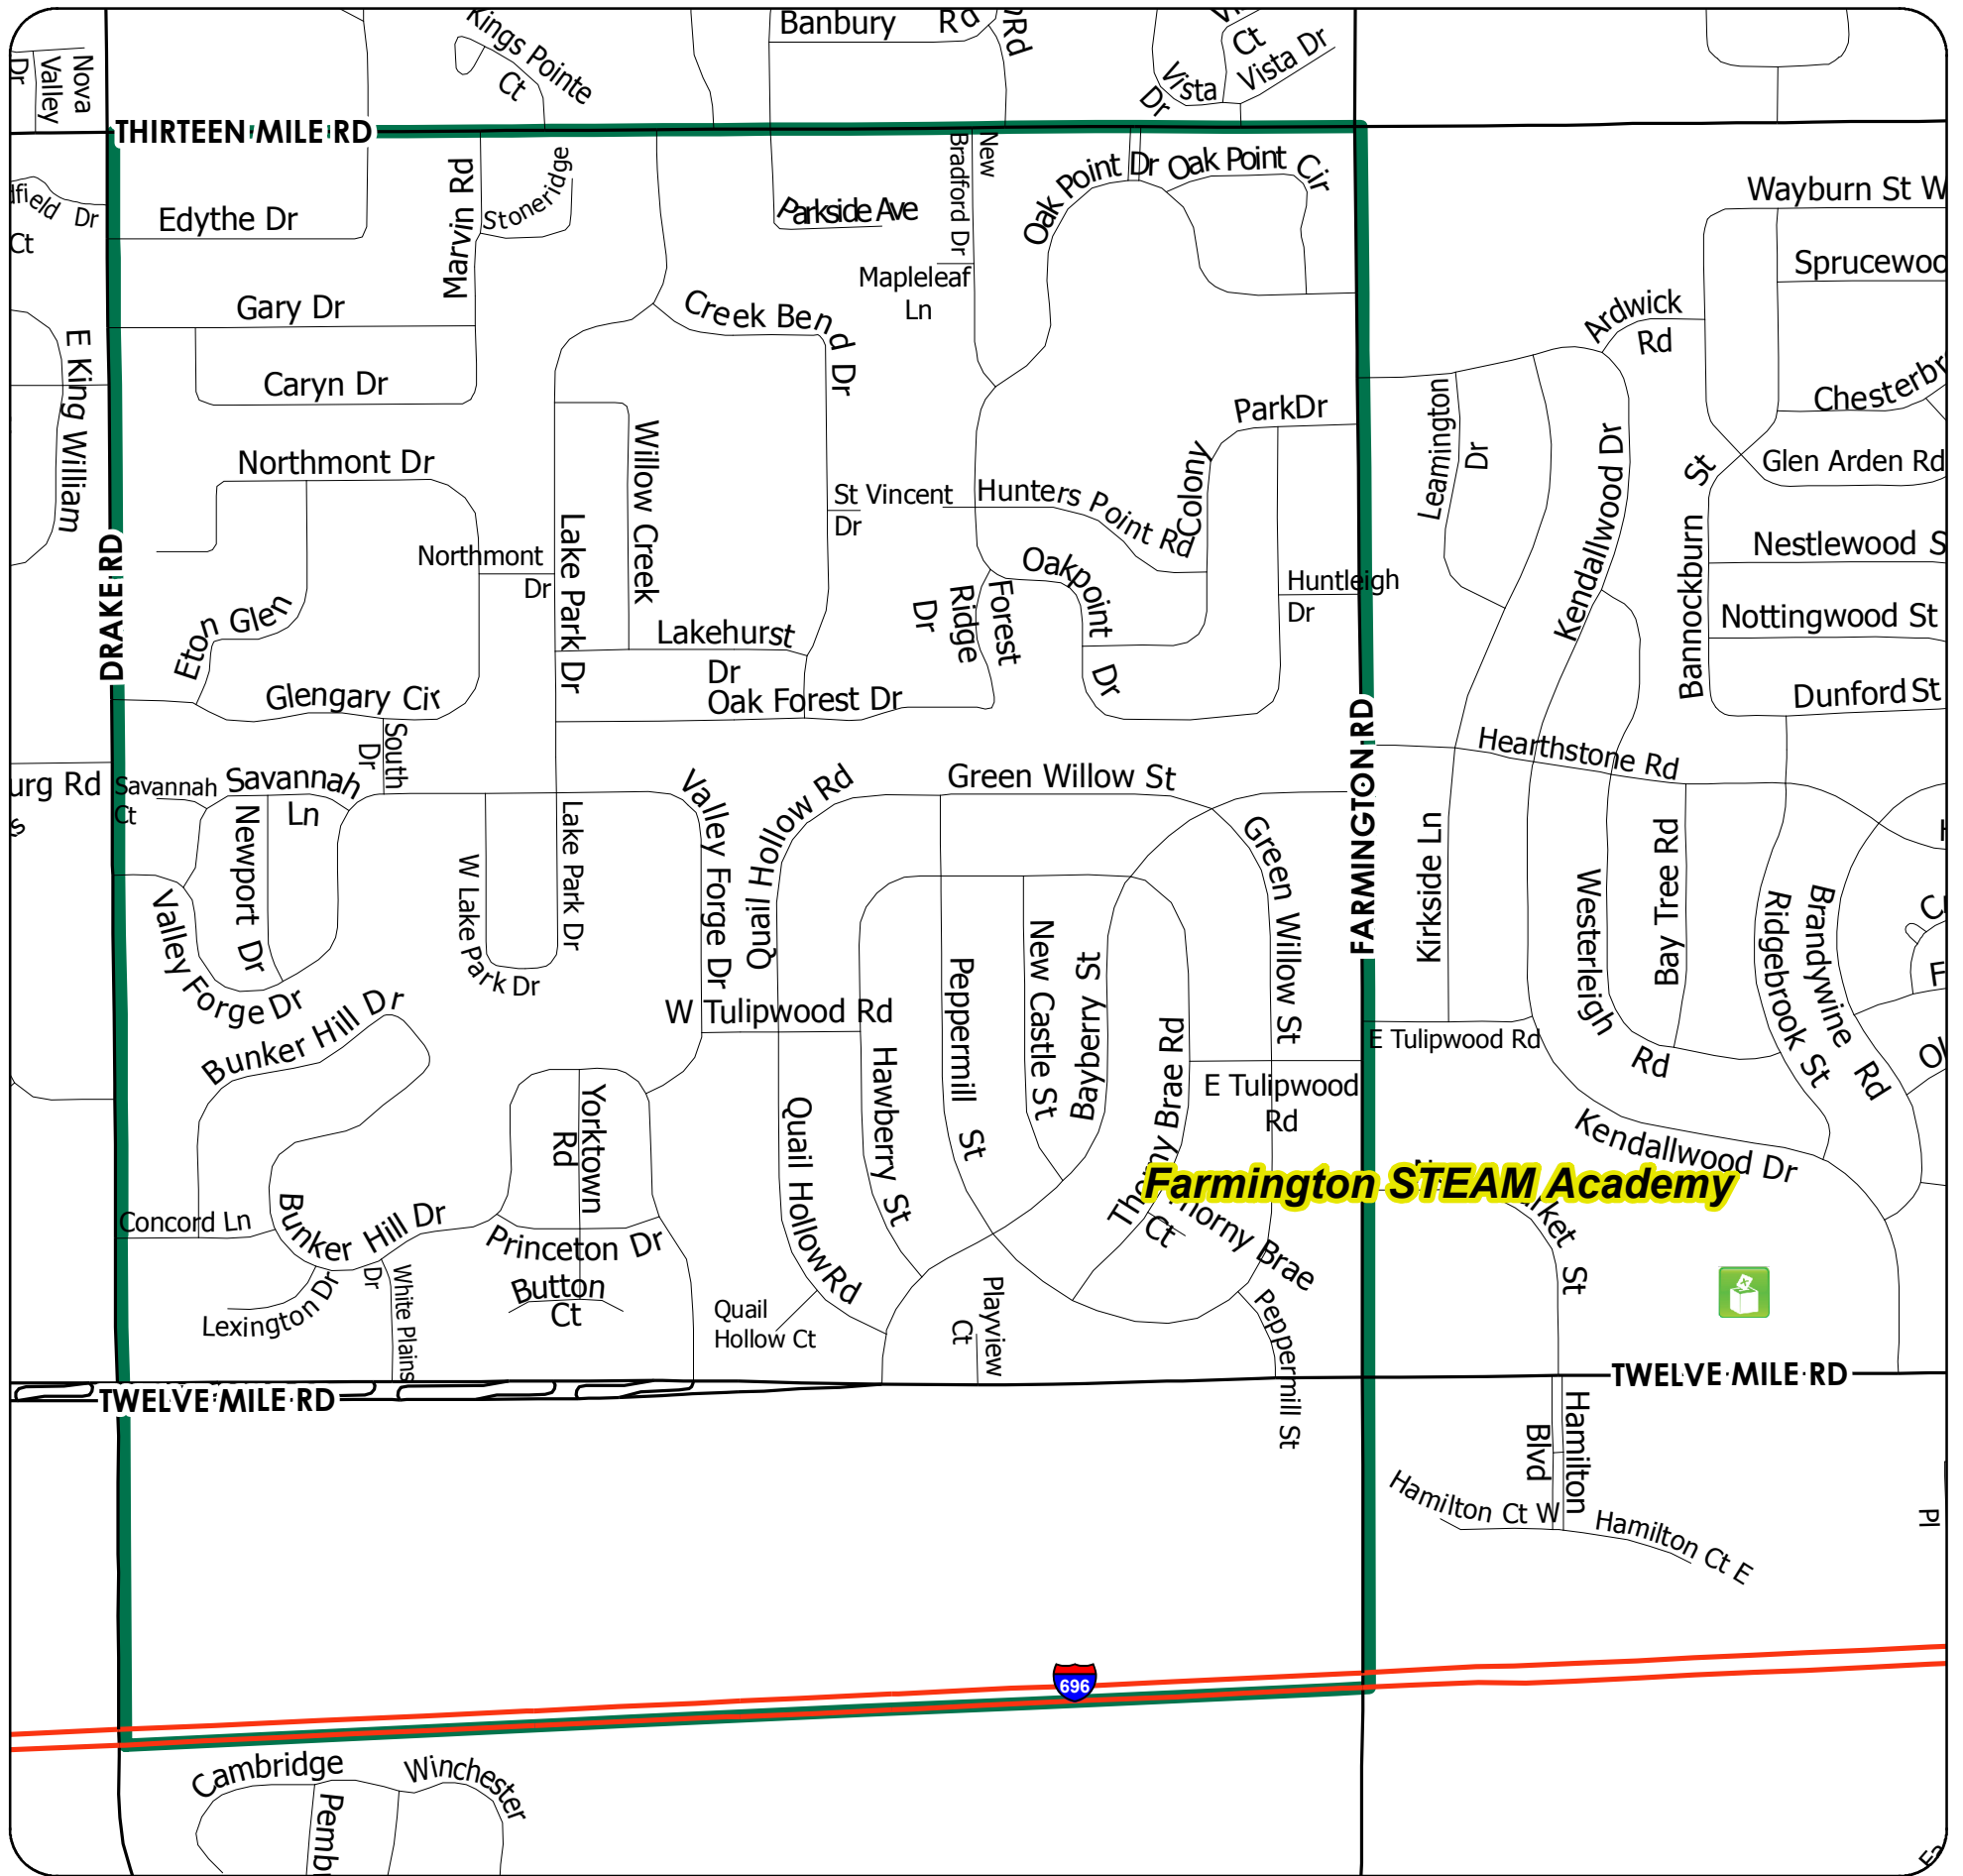 Kings Pointe
Ct
Banbury Rd
Rd
Ct
Vista Dr
Vista
Dr
Dr
Valley
Nova
THIRTEEN MILE RD
Dr
Ct
Edythe Dr
Marvin Rd
Stoneridge
Parkside Ave
New
Bradford Dr
Mapleleaf
Ln
Oak Point Dr
Oak Point Cir
Wayburn St W
Gary Dr
Creek Bend Dr
Ardwick
Rd
E King William
Caryn Dr
ParkDr
Leamington
Dr
Kendallwood Dr
Northmont Dr
Willow Creek
St Vincent
Dr
Hunters Point Rd
Colony
St
Glen Arden Rd
Bannockburn
DRAKE RD
Northmont
Dr
Lake Park Dr
Oakpoint
Dr
Huntleigh
Dr
Nottingwood St
Eton Glen
Lakehurst
Dr
Forest
Ridge
Dr
Glengary Cir
Oak Forest Dr
Dunford St
South
Dr
FARMINGTON RD
Hearthstone Rd
urg Rd
Savannah
Ct
Savannah
Ln
Newport Dr
Lake Park Dr
W Lake Park Dr
Valley Forge Dr
Quail Hollow Rd
Green Willow St
Green Willow St
Kirkside Ln
Westerleigh
Rd
Bay Tree Rd
Ridgebrook St
Brandywine Rd
Valley Forge Dr
Bunker Hill Dr
W Tulipwood Rd
Peppermill St
New Castle St
Bayberry St
Thorny Brae Rd
E Tulipwood Rd
E Tulipwood
Rd
Yorktown
Rd
Quail HollowRd
Hawberry St
Kendallwood Dr
Farmington STEAM Academy
Concord Ln
Bunker Hill Dr
Princeton Dr
Ct
Thorny Brae
St
Lexington Dr
White Plains
Dr
Button
Ct
Quail
Hollow Ct
Playview
Ct
Peppermill St
TWELVE MILE RD
TWELVE MILE RD
Hamilton
Blvd
Hamilton Ct W
Hamilton Ct E
Pl
696
Cambridge
Winchester